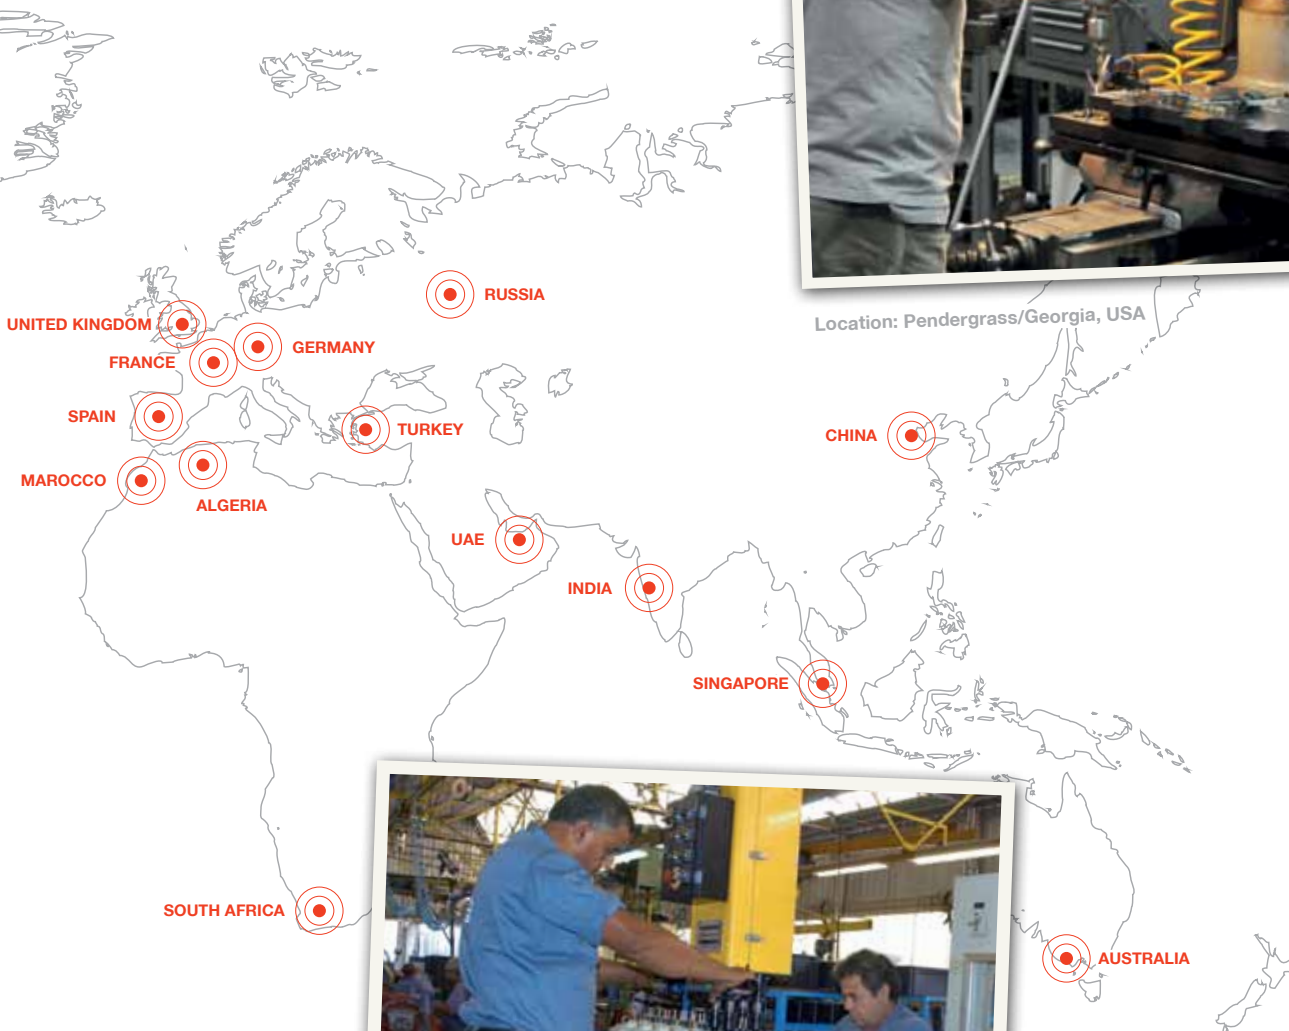 RUSSIA
Location: Pendergrass/Georgia, USA
UNITED KINGDOM
GERMANY
FRANCE
SPAIN
TURKEY
CHINA
MAROCCO
ALGERIA
UAE
INDIA
SINGAPORE
SOUTH AFRICA
AUSTRALIA